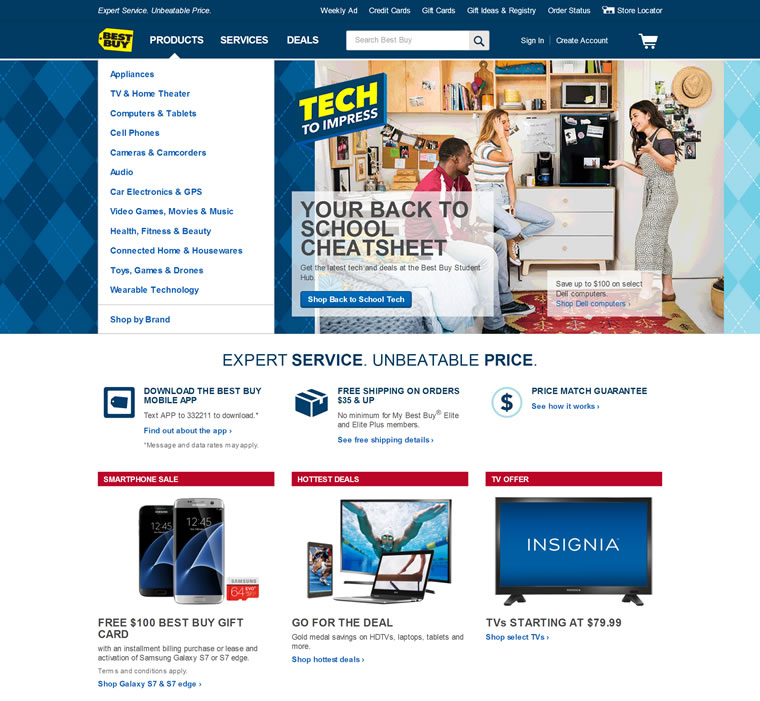 Expert Service. Unbeatable Price.
Weekly Ad
Credit Cards
Gift Cards
Gift Ideas & Registry
Order Status
Store Locator
BEST BUY
PRODUCTS
SERVICES
DEALS
Search Best Buy
Sign In
Create Account
Appliances
TV & Home Theater
Computers & Tablets
Cell Phones
Cameras & Camcorders
Audio
Car Electronics & GPS
Video Games, Movies & Music
Health, Fitness & Beauty
Connected Home & Housewares
Toys, Games & Drones
Wearable Technology
Shop by Brand
TECH
TO IMPRESS
YOUR BACK TO
SCHOOL
CHEATSHEET
Get the latest tech and deals at the Best Buy Student
Hub.
Shop Back to School Tech
Save up to $100 on select
Dell computers.
Shop Dell computers ›
EXPERT SERVICE. UNBEATABLE PRICE.
DOWNLOAD THE BEST BUY
MOBILE APP
Text APP to 332211 to download.*
Find out about the app ›
*Message and data rates may apply.
FREE SHIPPING ON ORDERS
$35 & UP
No minimum for My Best Buy® Elite
and Elite Plus members.
See free shipping details ›
$
PRICE MATCH GUARANTEE
See how it works ›
SMARTPHONE SALE
12:45
12:45
SAMSUNG
64 EVO+
FREE $100 BEST BUY GIFT
CARD
with an installment billing purchase or lease and
activation of Samsung Galaxy S7 or S7 edge.
Terms and conditions apply.
Shop Galaxy S7 & S7 edge ›
HOTTEST DEALS
GO FOR THE DEAL
Gold medal savings on HDTVs, laptops, tablets and
more.
Shop hottest deals ›
TV OFFER
INSIGNIA
TVs STARTING AT $79.99
Shop select TVs ›